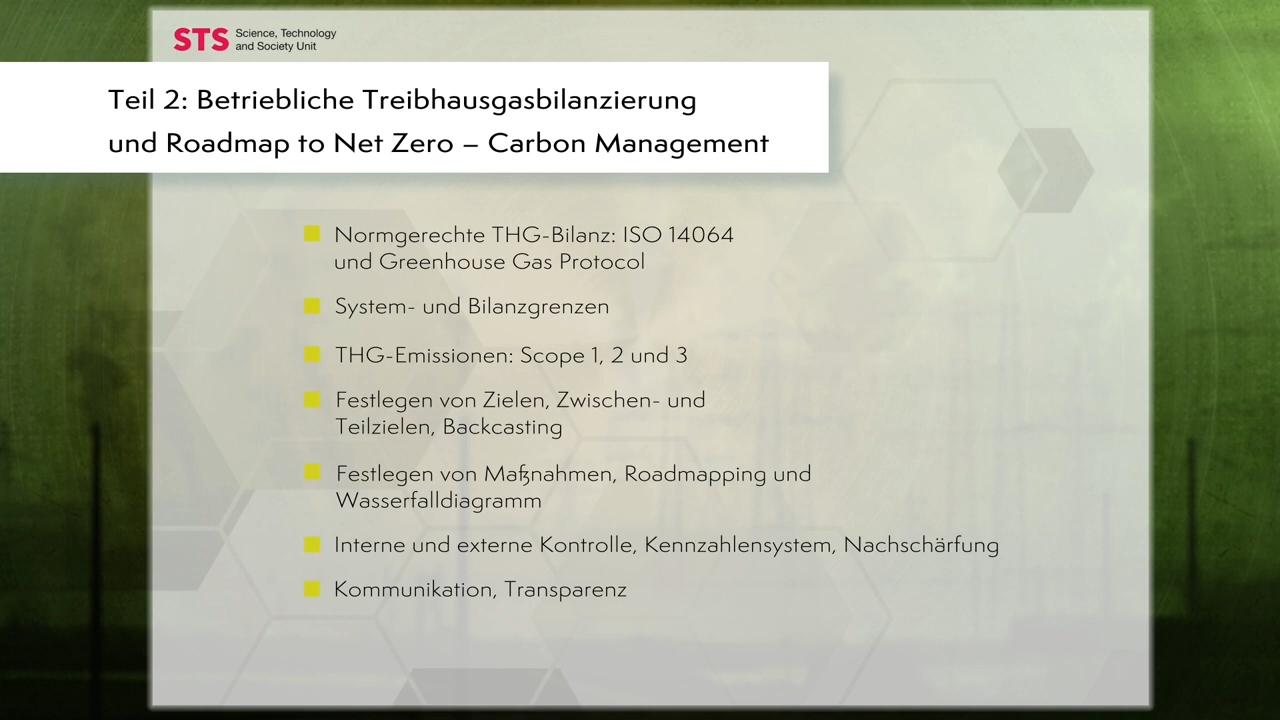 STS Science, Technology
and Society Unit
Teil 2: Betriebliche Treibhausgasbilanzierung
und Roadmap to Net Zero – Carbon Management
Normgerechte THG-Bilanz: ISO 14064
und Greenhouse Gas Protocol
System- und Bilanzgrenzen
THG-Emissionen: Scope 1, 2 und 3
Festlegen von Zielen, Zwischen- und
Teilzielen, Backcasting
Festlegen von Maßnahmen, Roadmapping und
Wasserfalldiagramm
Interne und externe Kontrolle, Kennzahlensystem, Nachschärfung
Kommunikation, Transparenz